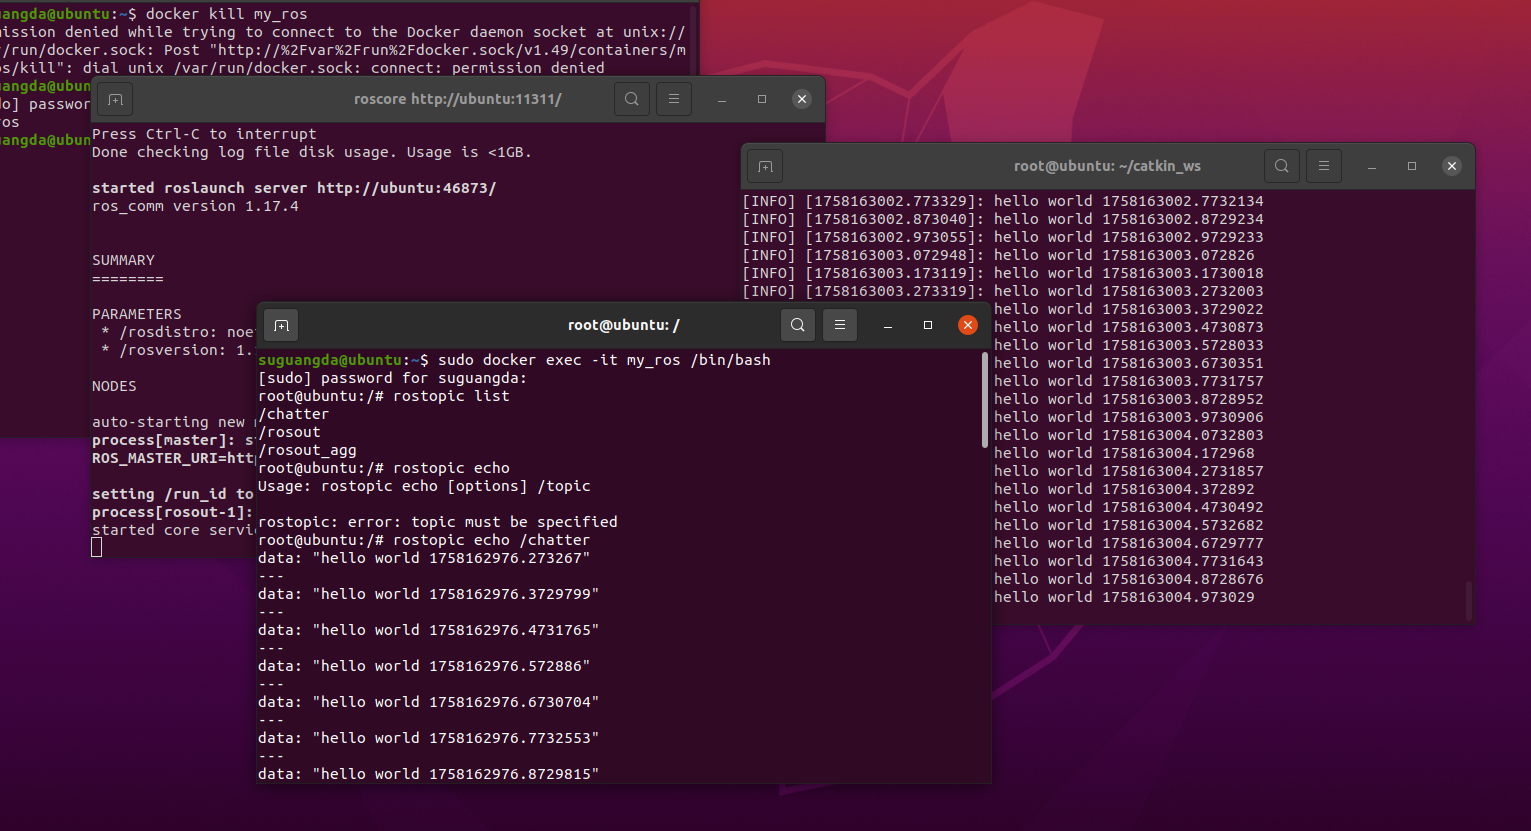 uangda@ubuntu:~$ docker kill my_ros
mission denied while trying to connect to the Docker daemon socket at unix://
r/run/docker.sock: Post "http://%2Fvar%2Frun%2Fdocker.sock/v1.49/containers/m
os/kill": dial unix /var/run/docker.sock: connect: permission denied
uangda@ubun
do] passwor
ros
uangda@ubun
roscore http://ubuntu:11311/
Press Ctrl-C to interrupt
Done checking log file disk usage. Usage is <1GB.
started roslaunch server http://ubuntu:46873/
ros_comm version 1.17.4
SUMMARY
========
PARAMETERS
* /rosdistro: noe
* /rosversion: 1.
NODES
auto-starting new
process[master]: s
ROS_MASTER_URI=htt
setting /run_id to
process[rosout-1]:
started core servi
root@ubuntu: ~/catkin_ws
[INFO] [1758163002.773329]: hello world 1758163002.7732134
[INFO] [1758163002.873040]: hello world 1758163002.8729234
[INFO] [1758163002.973055]: hello world 1758163002.9729233
[INFO] [1758163003.072948]: hello world 1758163003.072826
[INFO] [1758163003.173119]: hello world 1758163003.1730018
[INFO] [1758163003.273319]: hello world 1758163003.2732003
hello world 1758163003.3729022
hello world 1758163003.4730873
hello world 1758163003.5728033
hello world 1758163003.6730351
hello world 1758163003.7731757
hello world 1758163003.8728952
hello world 1758163003.9730906
hello world 1758163004.0732803
hello world 1758163004.172968
hello world 1758163004.2731857
hello world 1758163004.372892
hello world 1758163004.4730492
hello world 1758163004.5732682
hello world 1758163004.6729777
hello world 1758163004.7731643
hello world 1758163004.8728676
hello world 1758163004.973029
root@ubuntu: /
suguangda@ubuntu:~$ sudo docker exec -it my_ros /bin/bash
[sudo] password for suguangda:
root@ubuntu:/# rostopic list
/chatter
/rosout
/rosout_agg
root@ubuntu:/# rostopic echo
Usage: rostopic echo [options] /topic
rostopic: error: topic must be specified
root@ubuntu:/# rostopic echo /chatter
data: "hello world 1758162976.273267"
---
data: "hello world 1758162976.3729799"
---
data: "hello world 1758162976.4731765"
---
data: "hello world 1758162976.572886"
---
data: "hello world 1758162976.6730704"
---
data: "hello world 1758162976.7732553"
---
data: "hello world 1758162976.8729815"